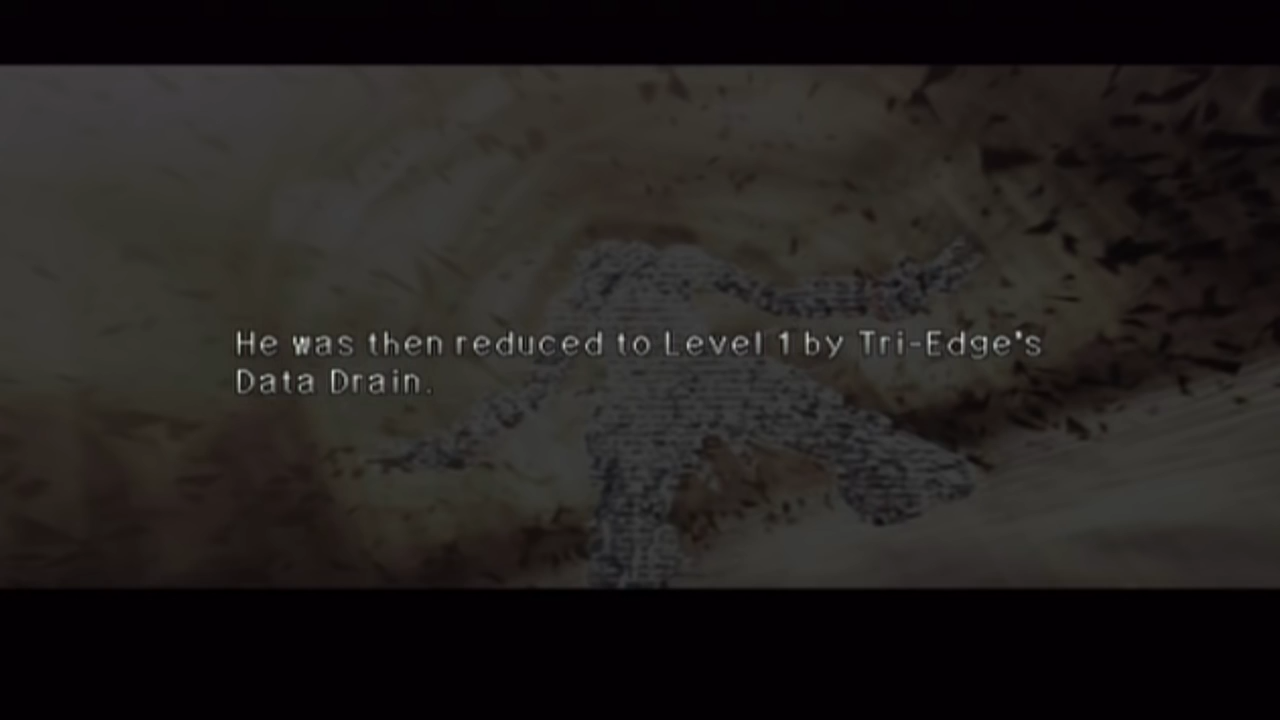 He was then reduced to Level 1 by Tri-Edge's
Data Drain.